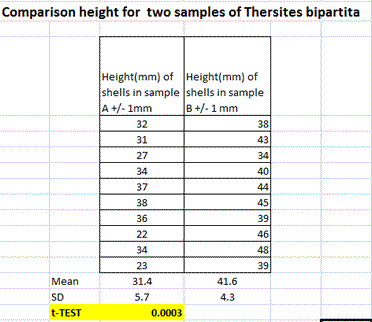 Comparison height for two samples of Thersites bipartita
Height(mm) of Height(mm) of
shells in sample shells in sample
A +/- 1mm B +/- 1 mm
32 38
31 43
27 34
34 40
37 44
38 45
36 39
22 46
34 48
23 39
Mean 31.4 41.6
SD 5.7 4.3
t-TEST 0.0003